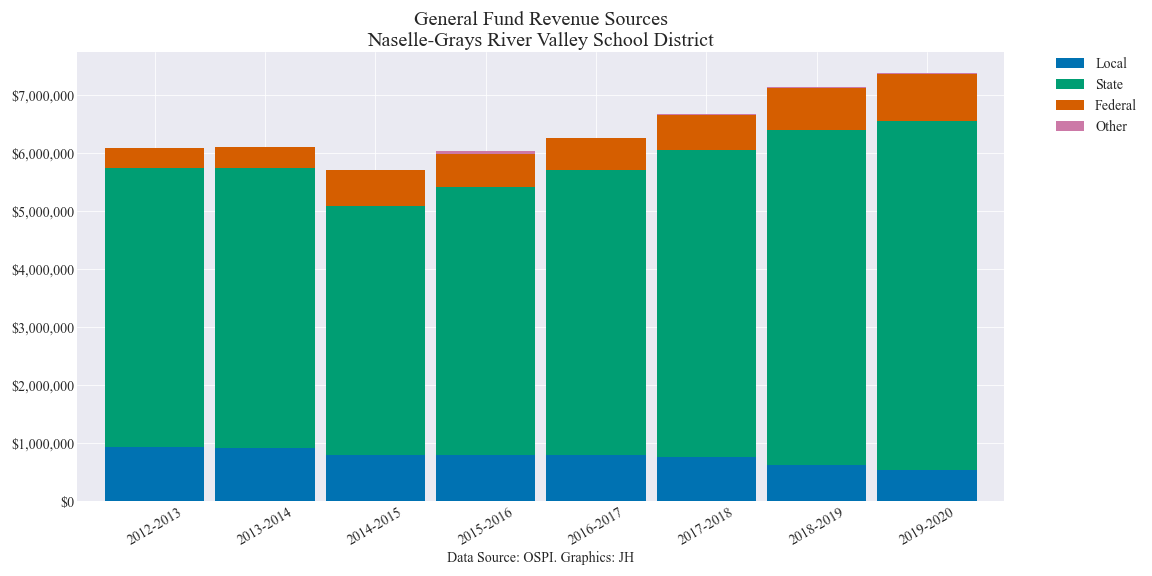 General Fund Revenue Sources
Naselle-Grays River Valley School District
Local
State
Federal
Other
$7,000,000
$6,000,000
$5,000,000
$4,000,000
$3,000,000
$2,000,000
$1,000,000
$0
2012-2013
2013-2014
2014-2015
2015-2016
2016-2017
2017-2018
2018-2019
2019-2020
Data Source: OSPI. Graphics: JH